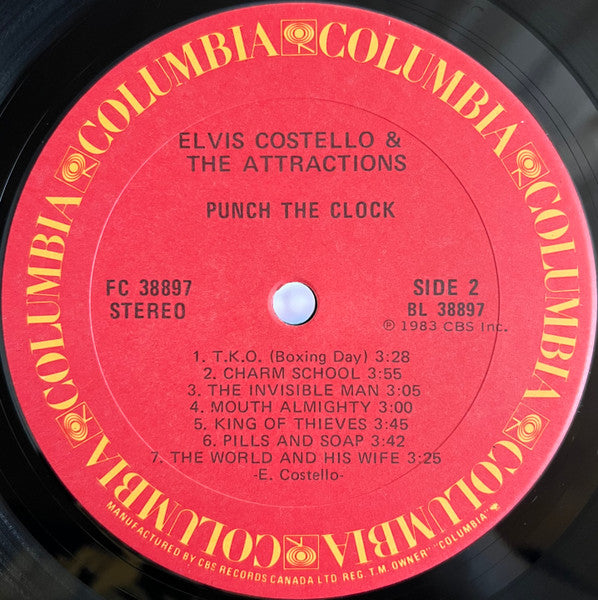 COLUMBIA COLUMBIA COLUMBIA COLUMBIA COLUMBIA COLUMBIA
ELVIS COSTELLO &
THE ATTRACTIONS
PUNCH THE CLOCK
FC 38897
STEREO
SIDE 2
BL 38897
℗ 1983 CBS Inc.
1. T.K.O. (Boxing Day) 3:28
2. CHARM SCHOOL 3:55
3. THE INVISIBLE MAN 3:05
4. MOUTH ALMIGHTY 3:00
5. KING OF THIEVES 3:45
6. PILLS AND SOAP 3:42
7. THE WORLD AND HIS WIFE 3:25
-E. Costello-
MANUFACTURED BY CBS RECORDS CANADA LTD REG. T.M. OWNER "COLUMBIA"